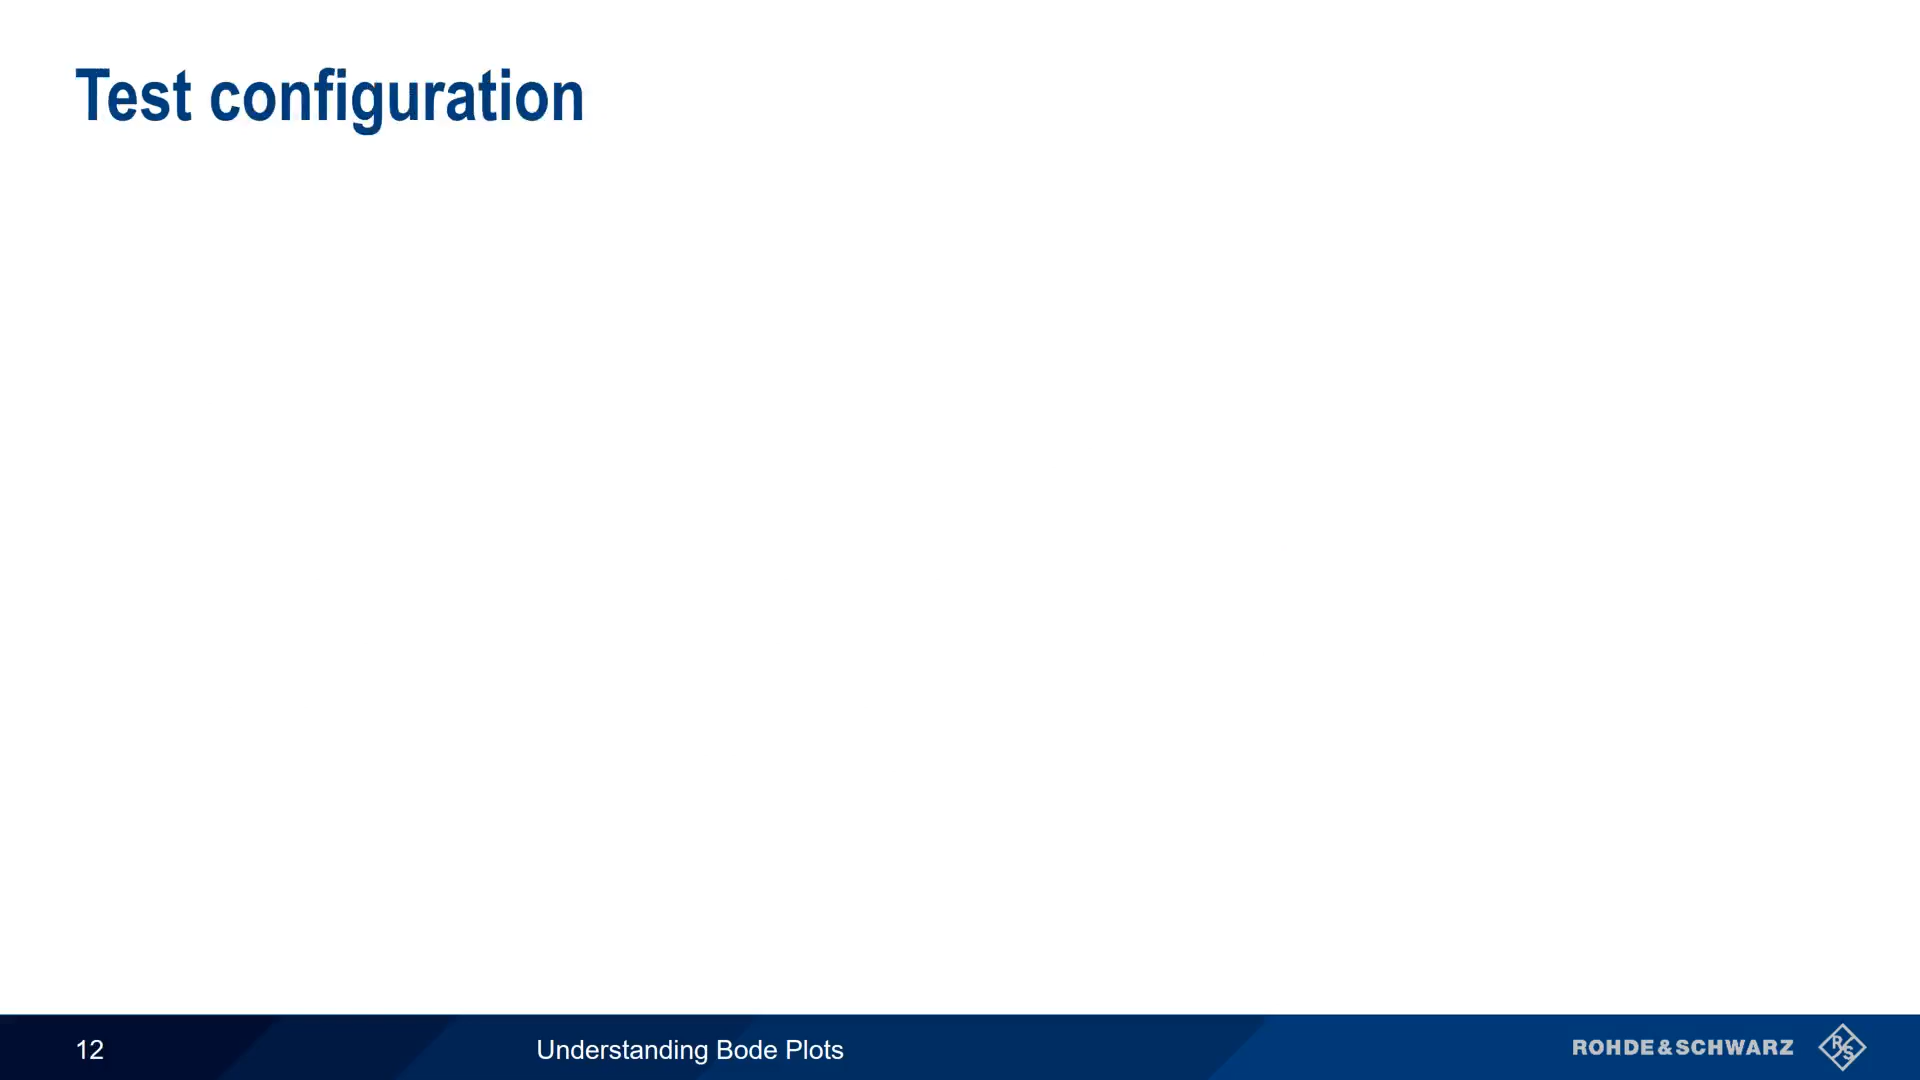 Test configuration
12
Understanding Bode Plots
ROHDE&SCHWARZ
R&S